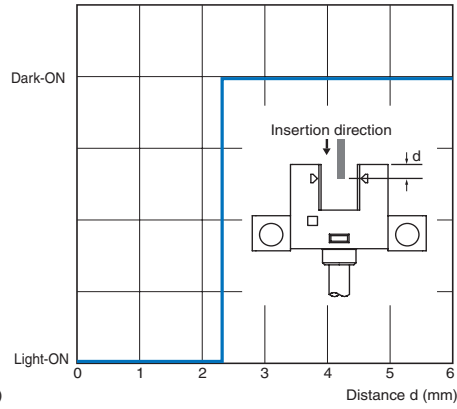 Dark-ON
Insertion direction
d
Light-ON
0 1 2 3 4 5 6
) Distance d (mm)